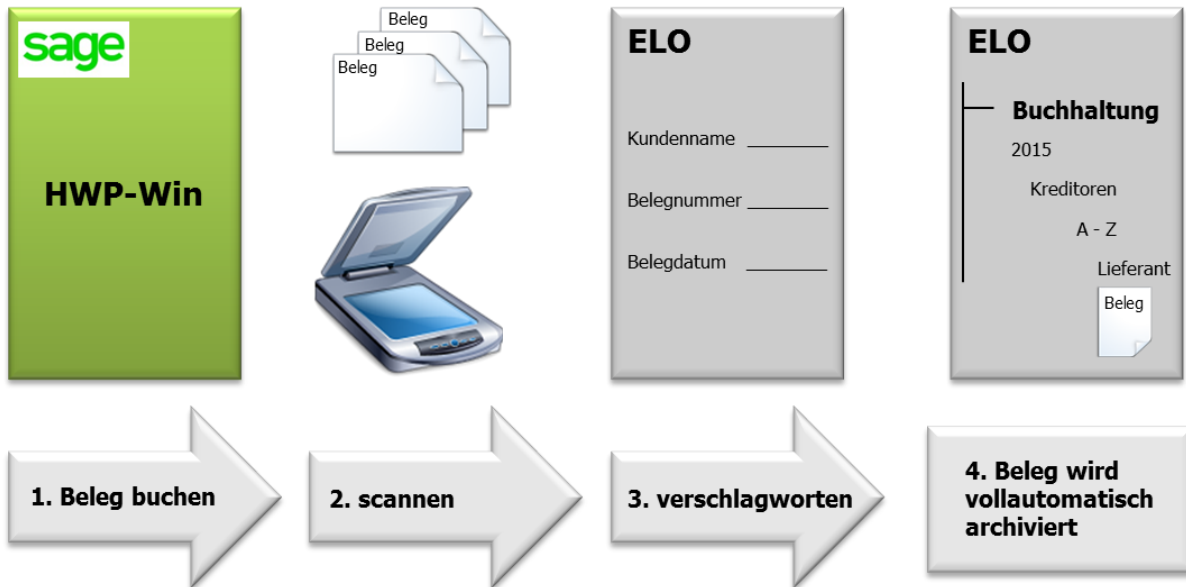 sage
HWP-Win
Beleg
Beleg
Beleg
ELO
Kundenname
Belegnummer
Belegdatum
ELO
Buchhaltung
2015
Kreditoren
A - Z
Lieferant
Beleg
1. Beleg buchen
2. scannen
3. verschlagworten
4. Beleg wird
vollautomatisch
archiviert